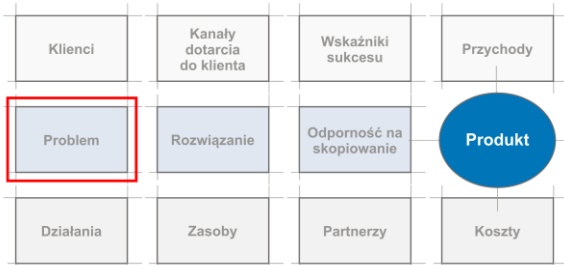 Klienci
Kanały
dotarcia
do klienta
Wskaźniki
sukcesu
Przychody
Problem
Rozwiązanie
Odporność na
skopiowanie
Produkt
Działania
Zasoby
Partnerzy
Koszty